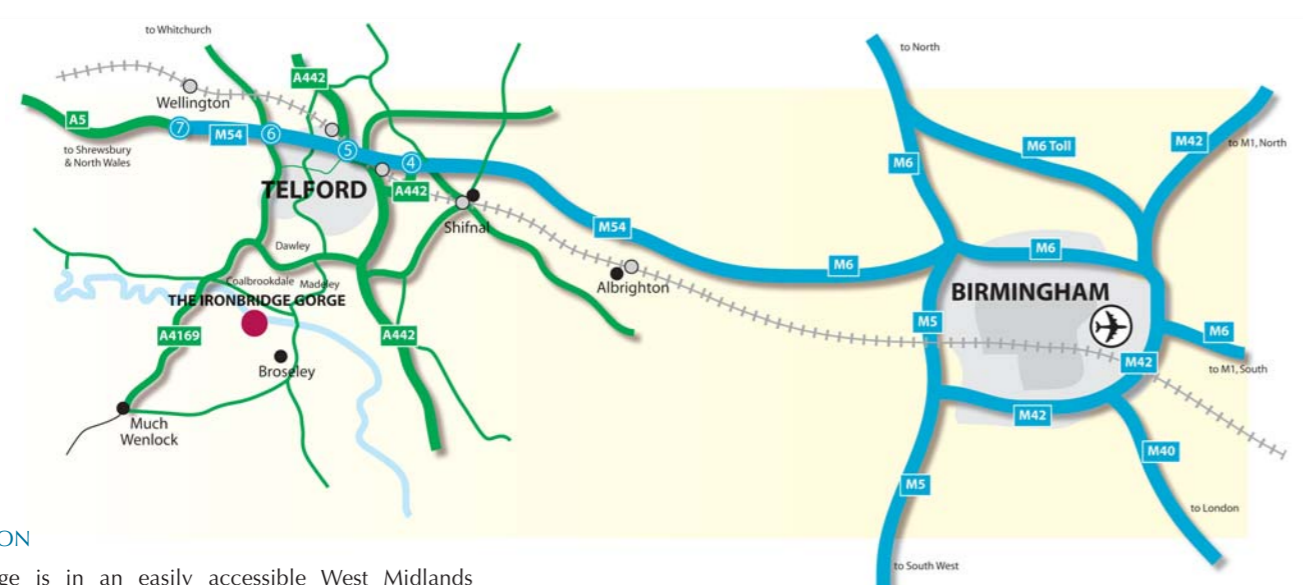 to Whitchurch
to North
A442
Wellington
A5
7
M54
6
5
4
to Shrewsbury
& North Wales
M6
M6 Toll
M42
to M1, North
TELFORD
A442
Shifnal
M54
Dawley
Coalbrookdale
Madeley
THE IRONBRIDGE GORGE
Albrighton
M6
M6
BIRMINGHAM
A4169
A442
M5
M6
Broseley
M42
to M1, South
Much
Wenlock
M42
M40
M5
to London
to South West
ON
ge is in an easily accessible West Midlands